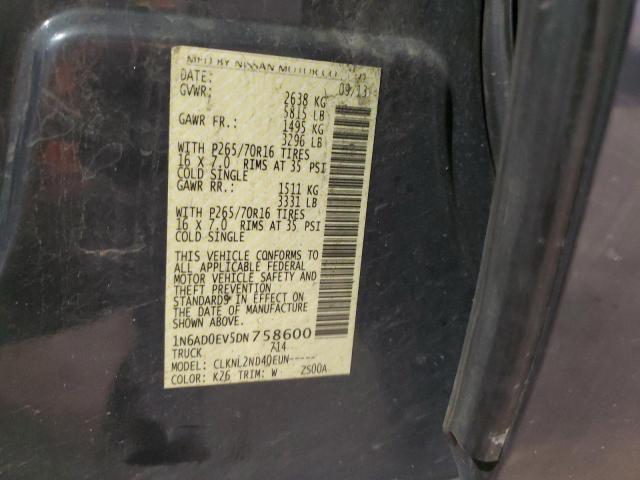 MFD BY NISSAN MOTOR CO.
DATE: 09/13
GVWR: 2638 KG
5815 LB
GAWR FR.: 1495 KG
3296 LB
WITH P265/70R16 TIRES
16 X 7.0 RIMS AT 35 PSI
COLD SINGLE
GAWR RR.: 1511 KG
3331 LB
WITH P265/70R16 TIRES
16 X 7.0 RIMS AT 35 PSI
COLD SINGLE
THIS VEHICLE CONFORMS TO
ALL APPLICABLE FEDERAL
MOTOR VEHICLE SAFETY AND
THEFT PREVENTION
STANDARDS IN EFFECT ON
THE DATE OF MANUFACTURE
SHOWN ABOVE.
1N6AD0EV5DN758600
TRUCK 714
MODEL: CLKNL2ND40EUN-----
COLOR: K26 TRIM: W ZS00A